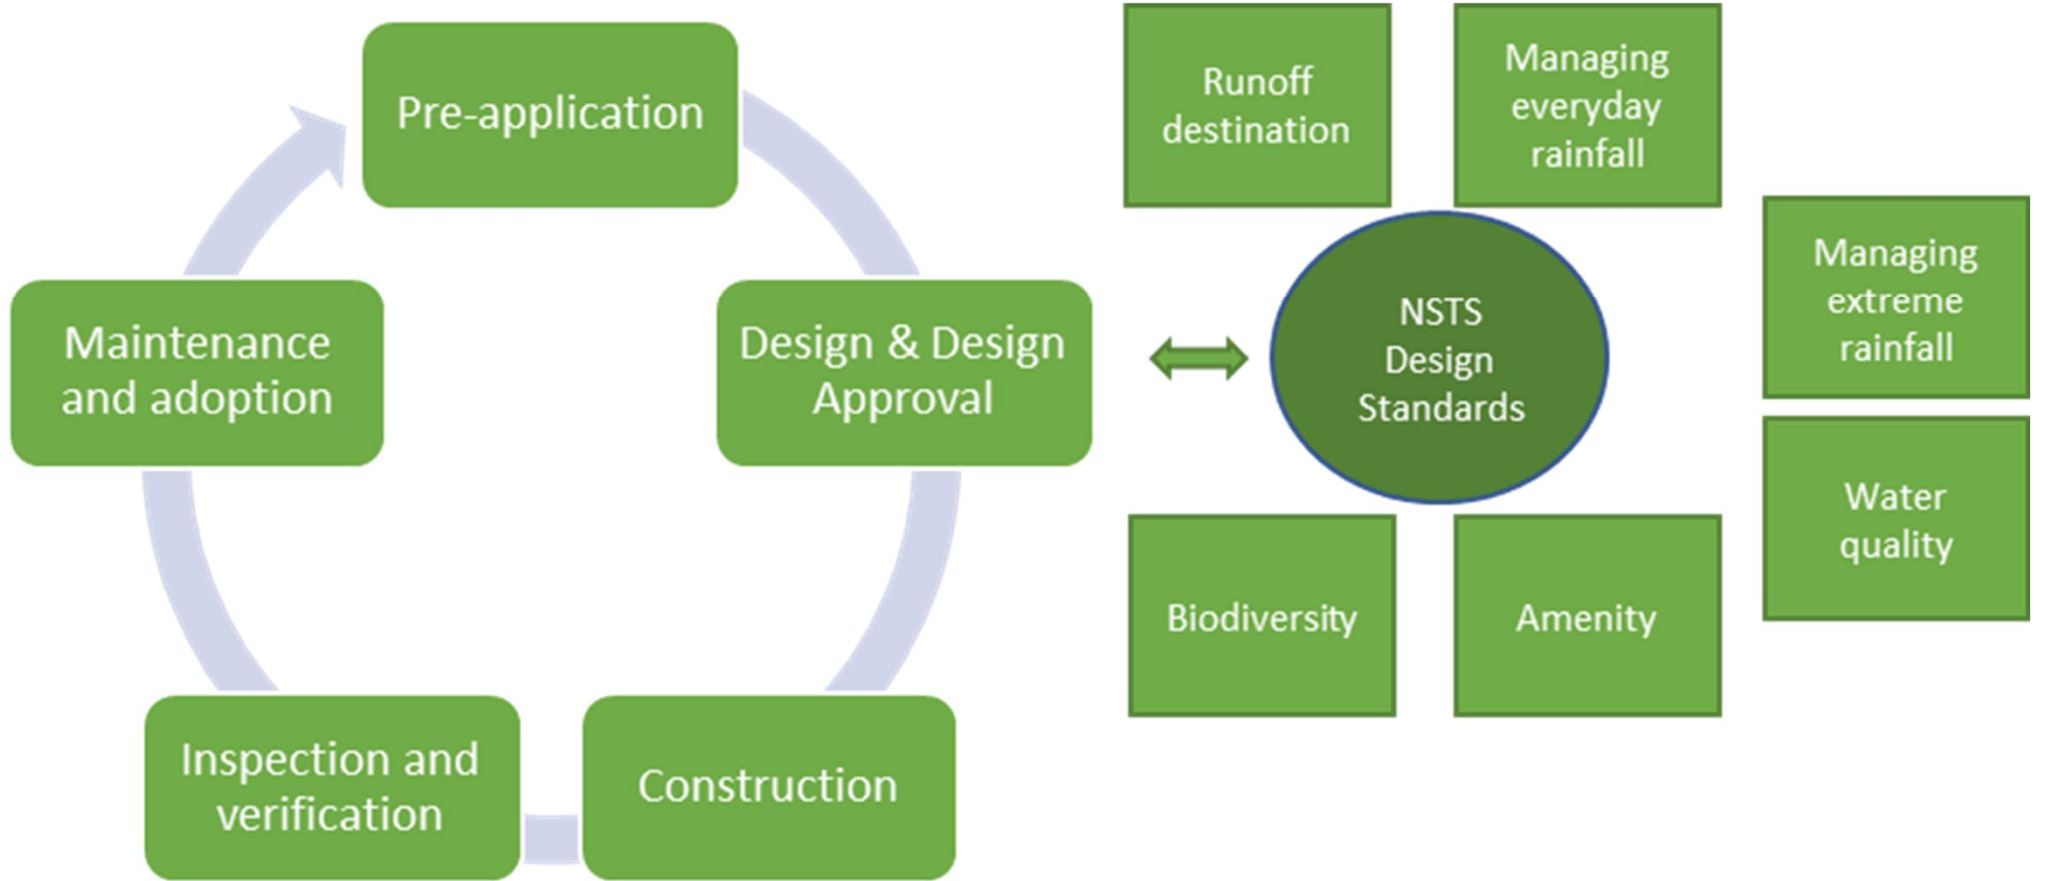 Pre-application
Design & Design
Approval
Construction
Inspection and
verification
Maintenance
and adoption
NSTS
Design
Standards
Runoff
destination
Managing
everyday
rainfall
Managing
extreme
rainfall
Water
quality
Amenity
Biodiversity